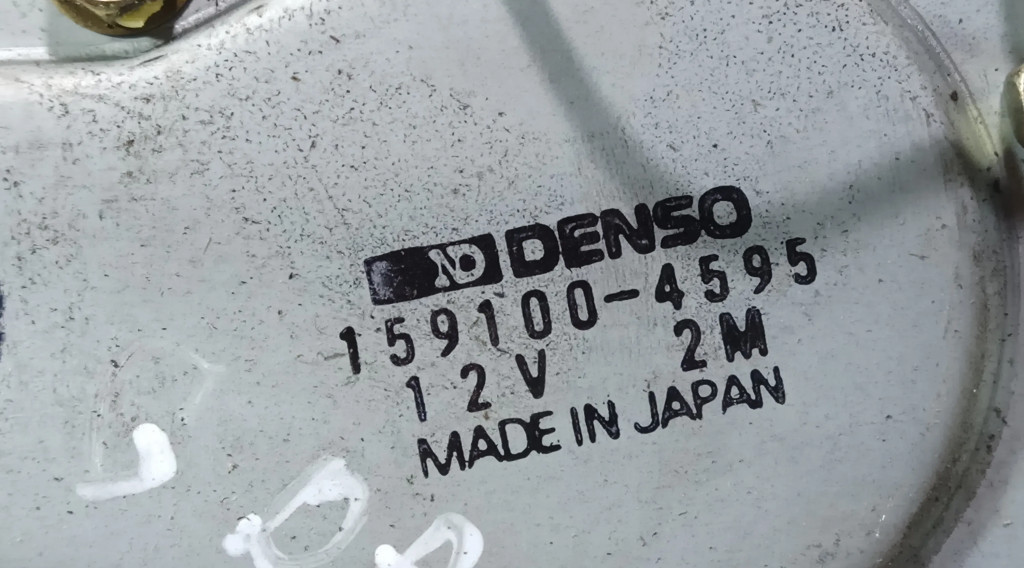 ND DENSO
159100-4595
12V 2M
MADE IN JAPAN